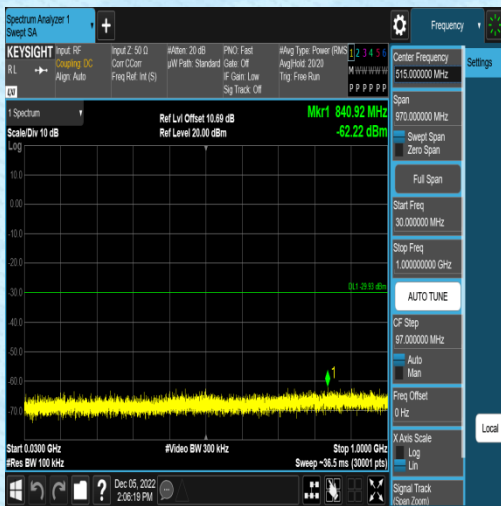 Spectrum Analyzer 1
Swept SA
Frequency
KEYSIGHT
RL
Input: RF
Coupling: DC
Align: Auto
Input Z: 50 Ω
Corr CCorr
Freq Ref: Int (S)
#Atten: 20 dB
µW Path: Standard
PNO: Fast
Gate: Off
IF Gain: Low
Sig Track: Off
#Avg Type: Power (RMS
Avg|Hold: 20/20
Trig: Free Run
1 2 3 4 5 6
M W W W W W
P P P P P P
1 Spectrum
Scale/Div 10 dB
Log
Ref Lvl Offset 10.69 dB
Ref Level 20.00 dBm
Mkr1 840.92 MHz
-62.22 dBm
10.0
0.00
-10.0
-20.0
-30.0
-40.0
-50.0
-60.0
-70.0
DL1 -29.93 dBm
1
Start 0.0300 GHz
#Res BW 100 kHz
#Video BW 300 kHz
Stop 1.0000 GHz
Sweep ~36.5 ms (30001 pts)
Dec 05, 2022
2:06:19 PM
Center Frequency
515.000000 MHz
Settings
Span
970.000000 MHz
Swept Span
Zero Span
Full Span
Start Freq
30.000000 MHz
Stop Freq
1.000000000 GHz
AUTO TUNE
CF Step
97.000000 MHz
Auto
Man
Freq Offset
0 Hz
X Axis Scale
Log
Lin
Local
Signal Track
(Span Zoom)